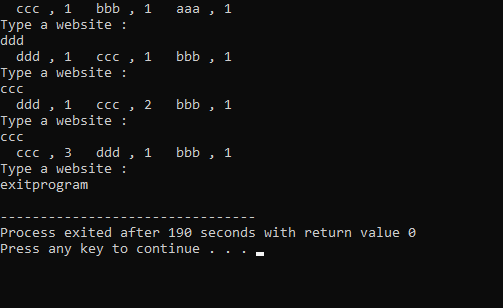 ccc , 1   bbb , 1   aaa , 1
Type a website :
ddd
ddd , 1   ccc , 1   bbb , 1
Type a website :
ccc
ddd , 1   ccc , 2   bbb , 1
Type a website :
ccc
ccc , 3   ddd , 1   bbb , 1
Type a website :
exitprogram
--------------------------------
Process exited after 190 seconds with return value 0
Press any key to continue . . .